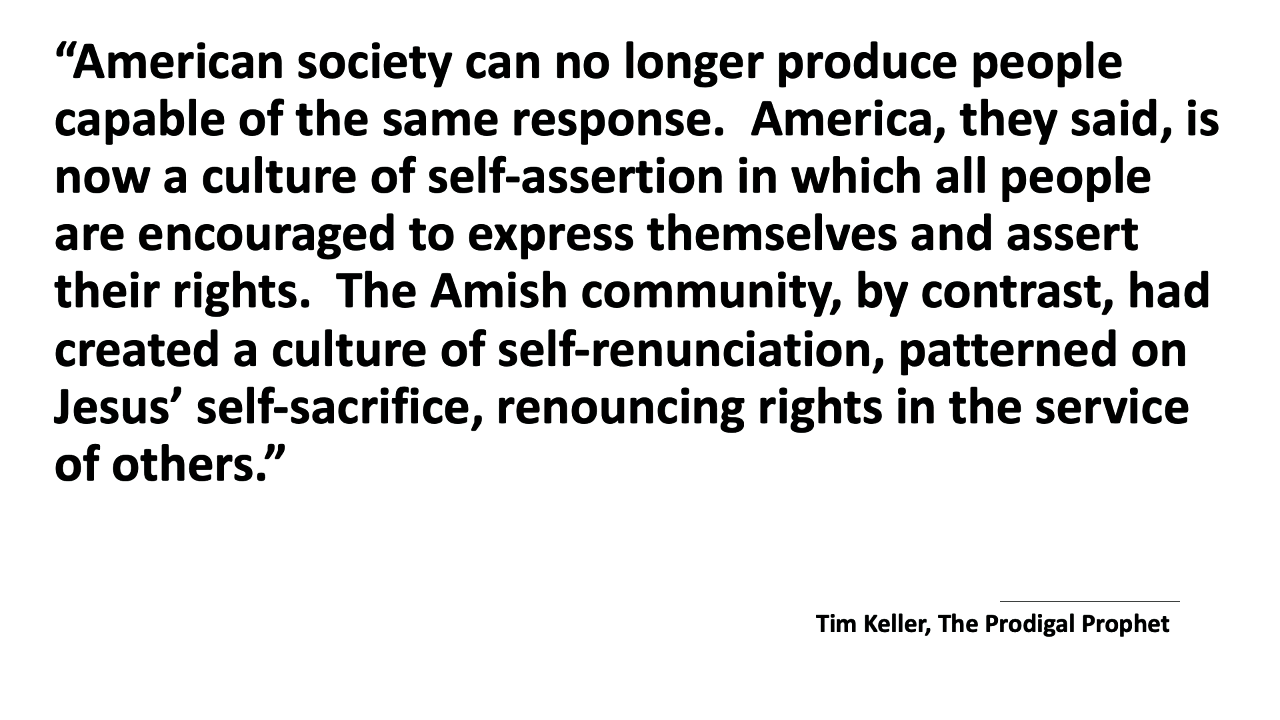 “American society can no longer produce people
capable of the same response.  America, they said, is
now a culture of self-assertion in which all people
are encouraged to express themselves and assert
their rights.  The Amish community, by contrast, had
created a culture of self-renunciation, patterned on
Jesus’ self-sacrifice, renouncing rights in the service
of others.”
Tim Keller, The Prodigal Prophet